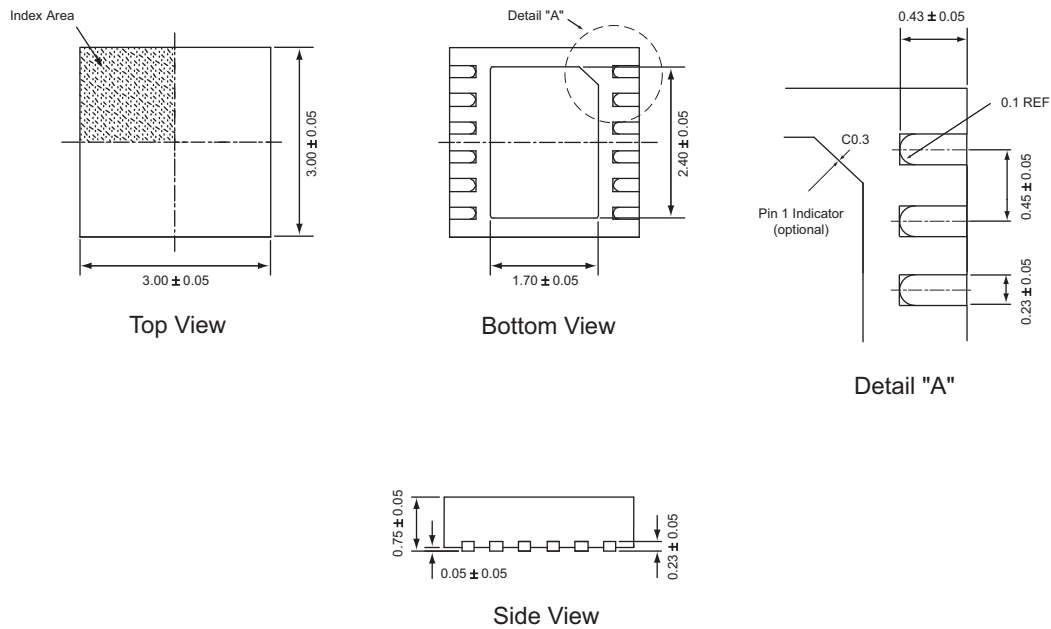 Index Area
3.00 ± 0.05
3.00 ± 0.05
Top View
Detail "A"
2.40 ± 0.05
1.70 ± 0.05
Bottom View
0.43 ± 0.05
0.1 REF
C0.3
0.45 ± 0.05
Pin 1 Indicator
(optional)
0.23 ± 0.05
Detail "A"
0.75 ± 0.05
0.05 ± 0.05
0.23 ± 0.05
Side View